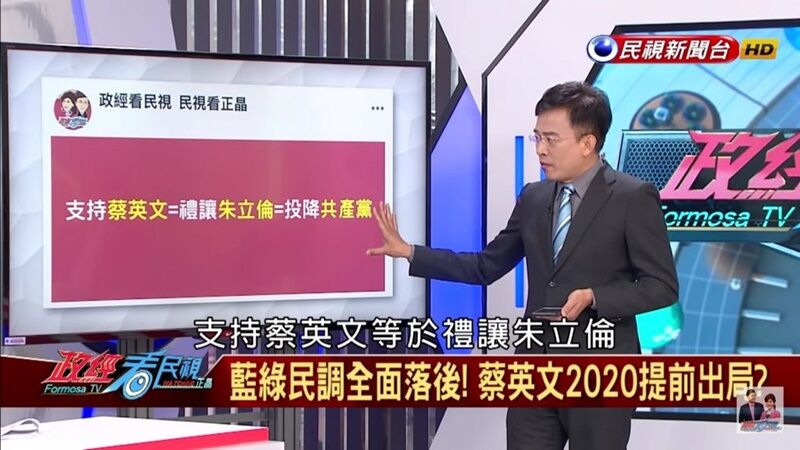 民視新聞台 HD
政經看民視 民視看正晶
支持蔡英文=禮讓朱立倫=投降共產黨
政經
Formosa TV
支持蔡英文等於禮讓朱立倫
政經看民視
Formosa TV WATCHOUT 正晶
藍綠民調全面落後! 蔡英文2020提前出局?